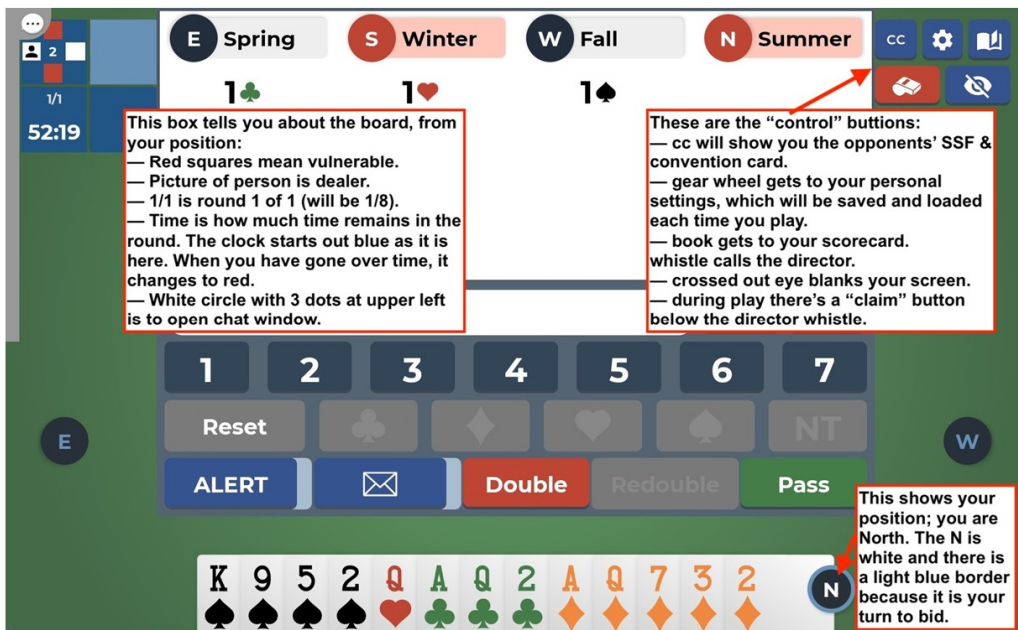 E Spring S Winter W Fall N Summer CC
2
1♣ 1♥ 1♠
1/1
52:19
This box tells you about the board, from
your position:
— Red squares mean vulnerable.
— Picture of person is dealer.
— 1/1 is round 1 of 1 (will be 1/8).
— Time is how much time remains in the
round. The clock starts out blue as it is
here. When you have gone over time, it
changes to red.
— White circle with 3 dots at upper left
is to open chat window.
These are the “control” buttions:
— cc will show you the opponents’ SSF &
convention card.
— gear wheel gets to your personal
settings, which will be saved and loaded
each time you play.
— book gets to your scorecard.
whistle calls the director.
— crossed out eye blanks your screen.
— during play there’s a “claim” button
below the director whistle.
1 2 3 4 5 6 7
Reset ♣ ♦ ♥ ♠ NT
E W
ALERT Double Redouble Pass
This shows your
position; you are
North. The N is
white and there is
a light blue border
because it is your
turn to bid.
K 9 5 2 Q A Q 2 A Q 7 3 2
♠ ♠ ♠ ♠ ♥ ♣ ♣ ♣ ♦ ♦ ♦ ♦ ♦
N